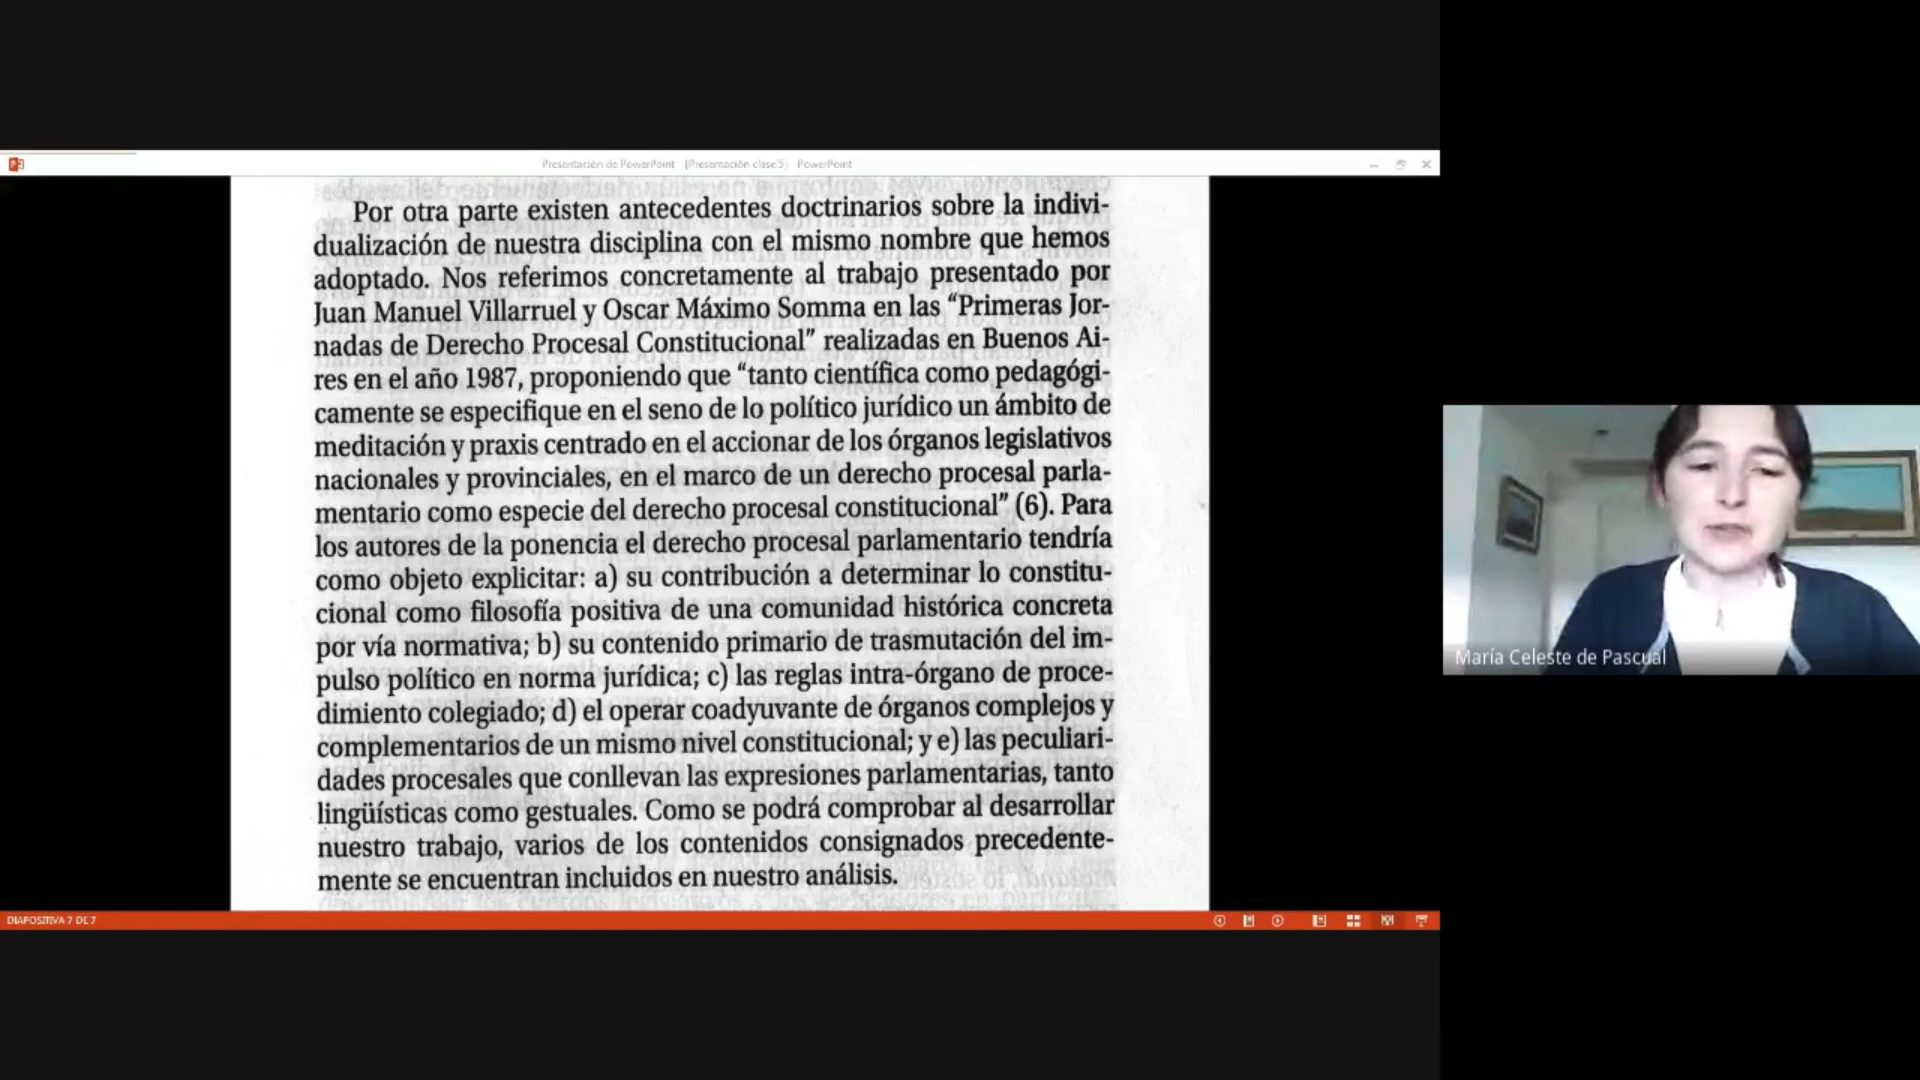 Presentación de PowerPoint [Presentación clase 5] PowerPoint
Por otra parte existen antecedentes doctrinarios sobre la indivi-
dualización de nuestra disciplina con el mismo nombre que hemos
adoptado. Nos referimos concretamente al trabajo presentado por
Juan Manuel Villarruel y Oscar Máximo Somma en las “Primeras Jor-
nadas de Derecho Procesal Constitucional” realizadas en Buenos Ai-
res en el año 1987, proponiendo que “tanto científica como pedagógi-
camente se especifique en el seno de lo político jurídico un ámbito de
meditación y praxis centrado en el accionar de los órganos legislativos
nacionales y provinciales, en el marco de un derecho procesal parla-
mentario como especie del derecho procesal constitucional” (6). Para
los autores de la ponencia el derecho procesal parlamentario tendría
como objeto explicitar: a) su contribución a determinar lo constitu-
cional como filosofía positiva de una comunidad histórica concreta
por vía normativa; b) su contenido primario de trasmutación del im-
pulso político en norma jurídica; c) las reglas intra-órgano de proce-
dimiento colegiado; d) el operar coadyuvante de órganos complejos y
complementarios de un mismo nivel constitucional; y e) las peculiari-
dades procesales que conllevan las expresiones parlamentarias, tanto
lingüísticas como gestuales. Como se podrá comprobar al desarrollar
nuestro trabajo, varios de los contenidos consignados precedente-
mente se encuentran incluidos en nuestro análisis.
DIAPOSITIVA 7 DE 7
María Celeste de Pascual